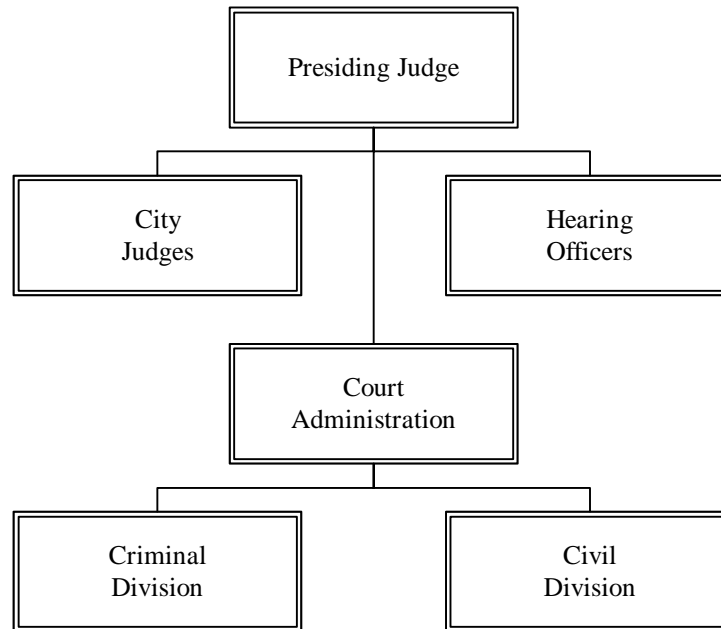 Presiding Judge
City
Judges
Hearing
Officers
Court
Administration
Criminal
Division
Civil
Division